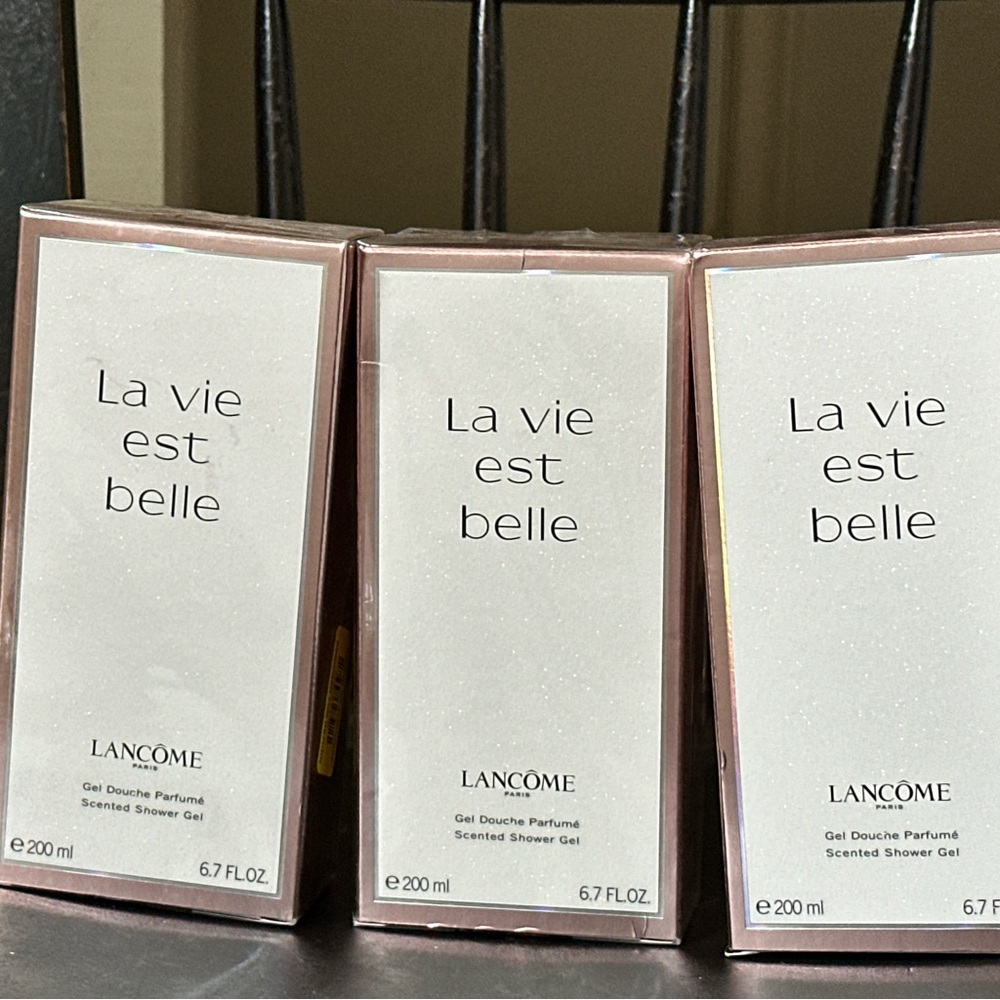 La vie
est
belle
LANCÔME
PARIS
Gel Douche Parfumé
Scented Shower Gel
e 200 ml
6.7 FL.OZ.
La vie
est
belle
LANCÔME
PARIS
Gel Douche Parfumé
Scented Shower Gel
e 200 ml
6.7 FL.OZ.
La vie
est
belle
LANCÔME
PARIS
Gel Douche Parfumé
Scented Shower Gel
e 200 ml
6.7 F